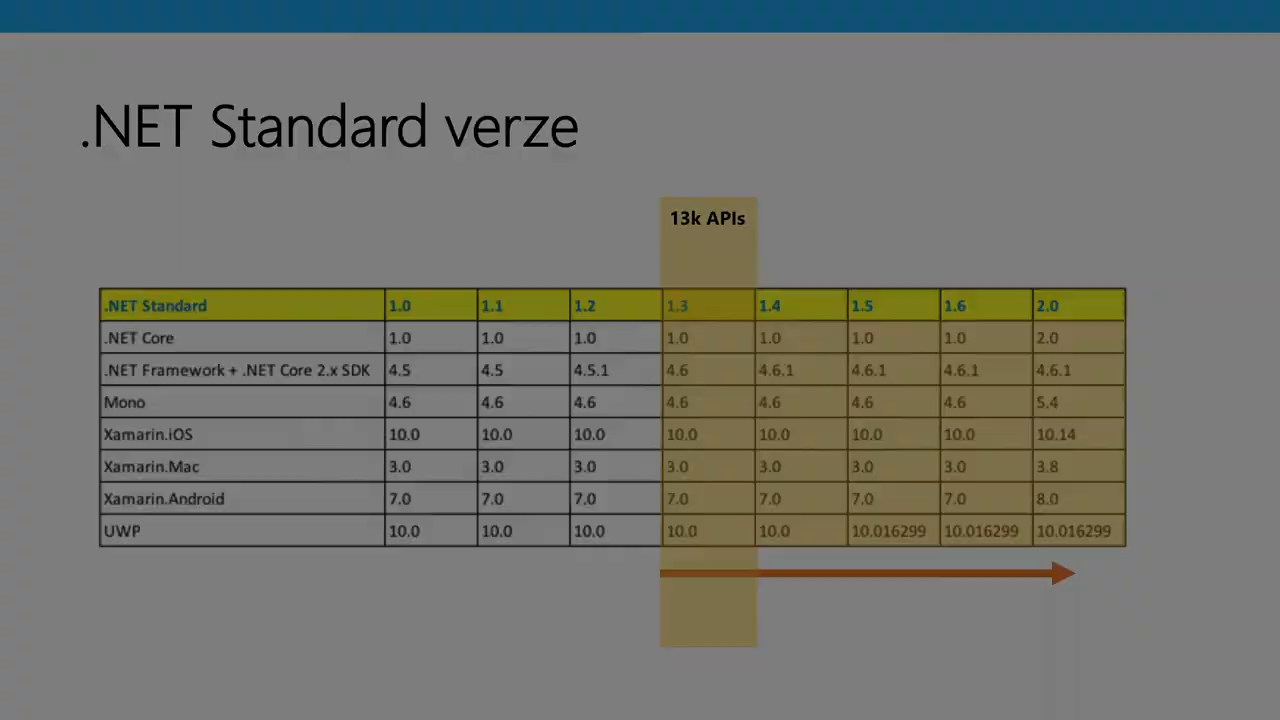 .NET Standard verze
13k APIs
.NET Standard 1.0 1.1 1.2 1.3 1.4 1.5 1.6 2.0
.NET Core 1.0 1.0 1.0 1.0 1.0 1.0 1.0 2.0
.NET Framework + .NET Core 2.x SDK 4.5 4.5 4.5.1 4.6 4.6.1 4.6.1 4.6.1 4.6.1
Mono 4.6 4.6 4.6 4.6 4.6 4.6 4.6 5.4
Xamarin.iOS 10.0 10.0 10.0 10.0 10.0 10.0 10.0 10.14
Xamarin.Mac 3.0 3.0 3.0 3.0 3.0 3.0 3.0 3.8
Xamarin.Android 7.0 7.0 7.0 7.0 7.0 7.0 7.0 8.0
UWP 10.0 10.0 10.0 10.0 10.0 10.016299 10.016299 10.016299